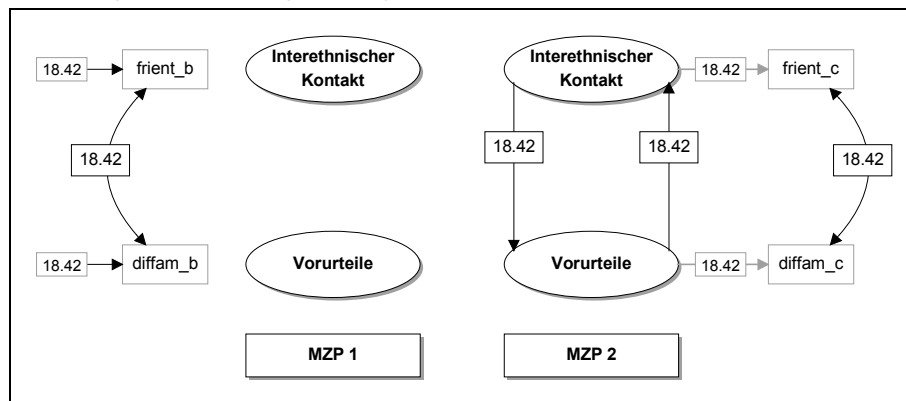 18.42
frient_b
Interethnischer
Kontakt
Interethnischer
Kontakt
18.42
frient_c
18.42
18.42
18.42
18.42
18.42
diffam_b
Vorurteile
Vorurteile
18.42
diffam_c
MZP 1
MZP 2